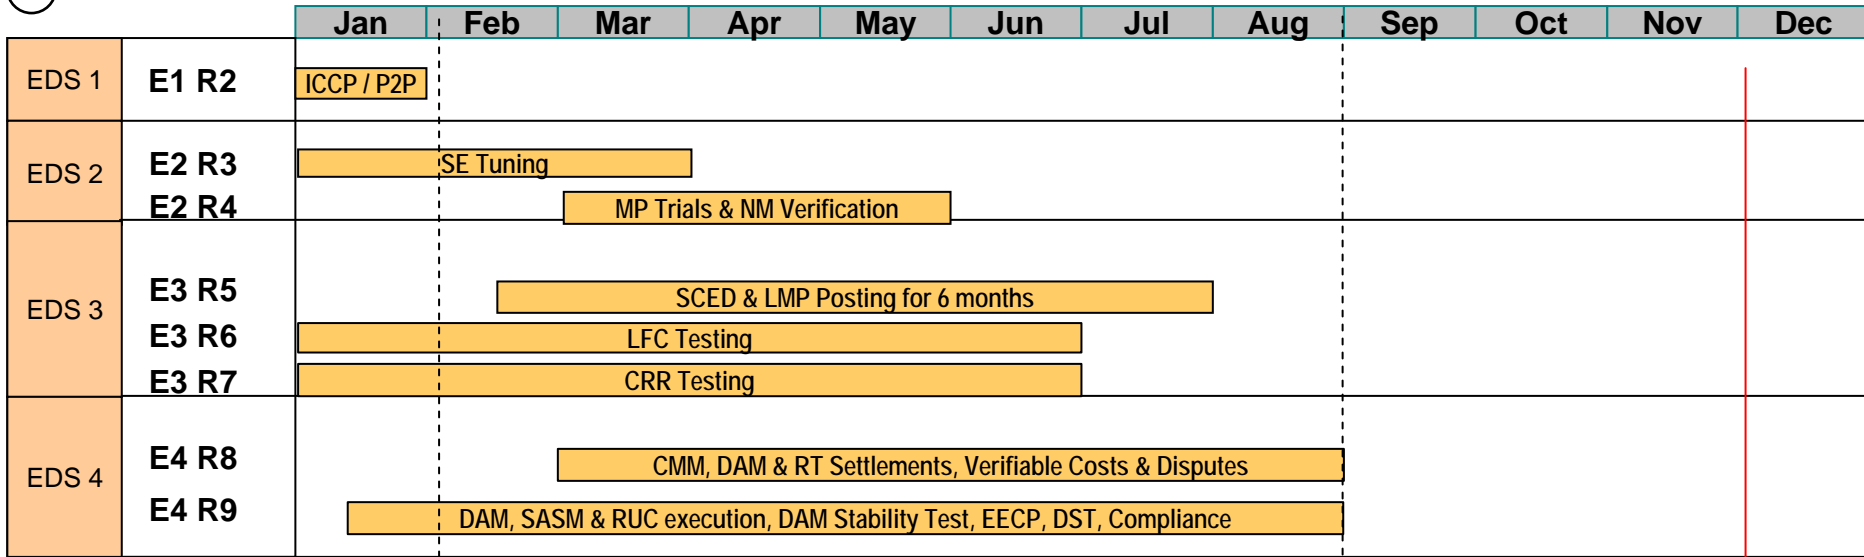 Jan Feb Mar Apr May Jun Jul Aug Sep Oct Nov Dec
EDS 1 E1 R2 ICCP / P2P
EDS 2
E2 R3 SE Tuning
E2 R4 MP Trials & NM Verification
EDS 3
E3 R5 SCED & LMP Posting for 6 months
E3 R6 LFC Testing
E3 R7 CRR Testing
EDS 4
E4 R8 CMM, DAM & RT Settlements, Verifiable Costs & Disputes
E4 R9 DAM, SASM & RUC execution, DAM Stability Test, EECP, DST, Compliance